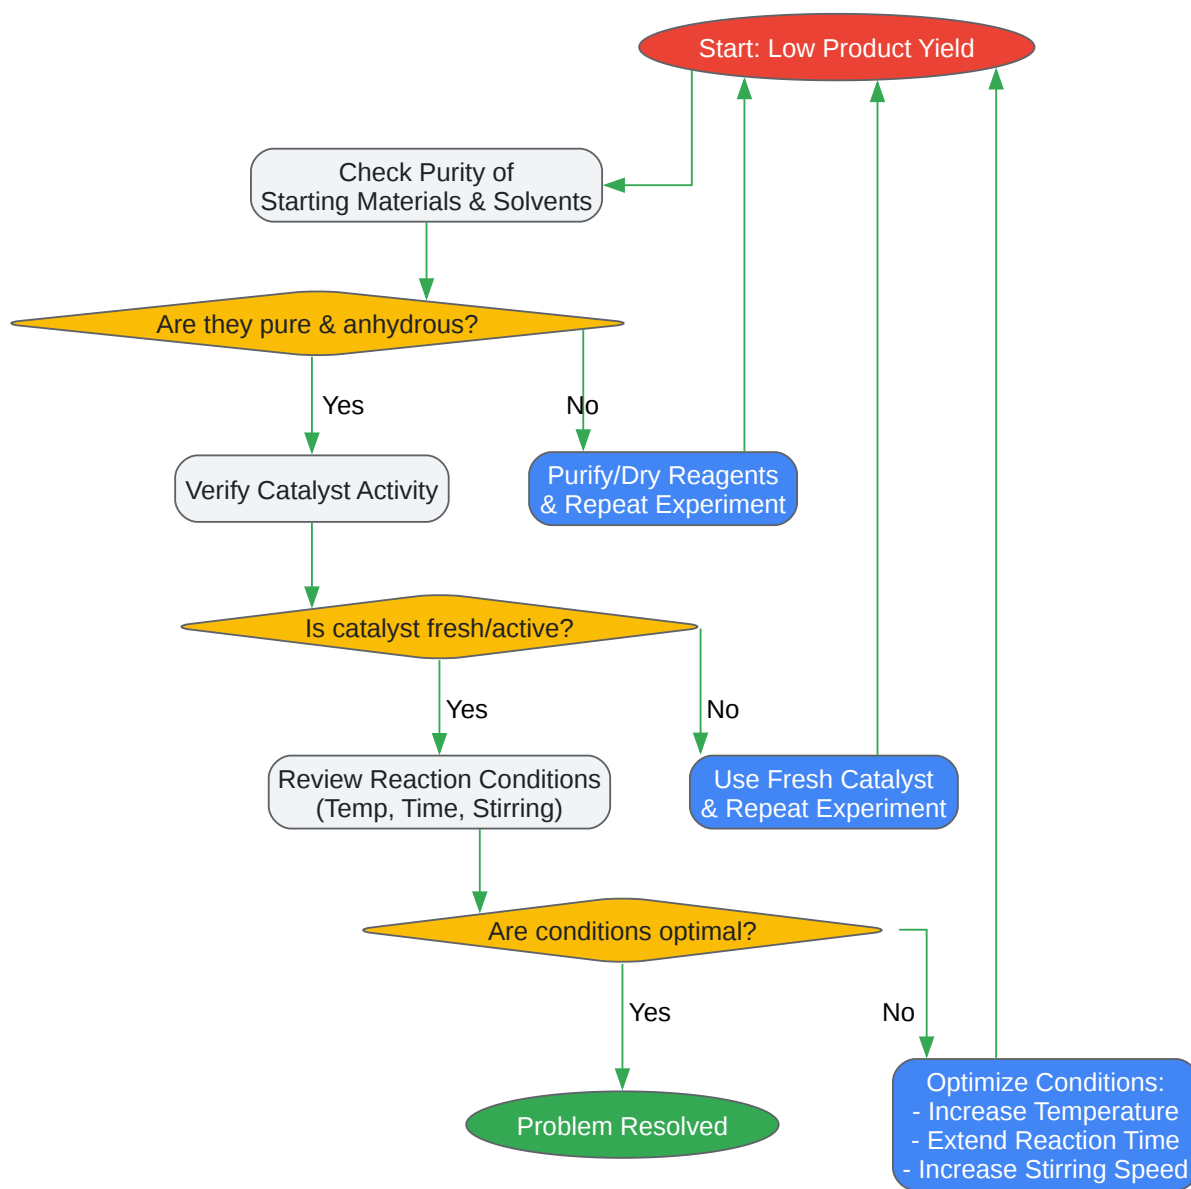 Start: Low Product Yield
Check Purity of
Starting Materials & Solvents
Are they pure & anhydrous?
Yes
No
Verify Catalyst Activity
Purify/Dry Reagents
& Repeat Experiment
Is catalyst fresh/active?
Yes
No
Review Reaction Conditions
(Temp, Time, Stirring)
Use Fresh Catalyst
& Repeat Experiment
Are conditions optimal?
Yes
No
Problem Resolved
Optimize Conditions:
- Increase Temperature
- Extend Reaction Time
- Increase Stirring Speed